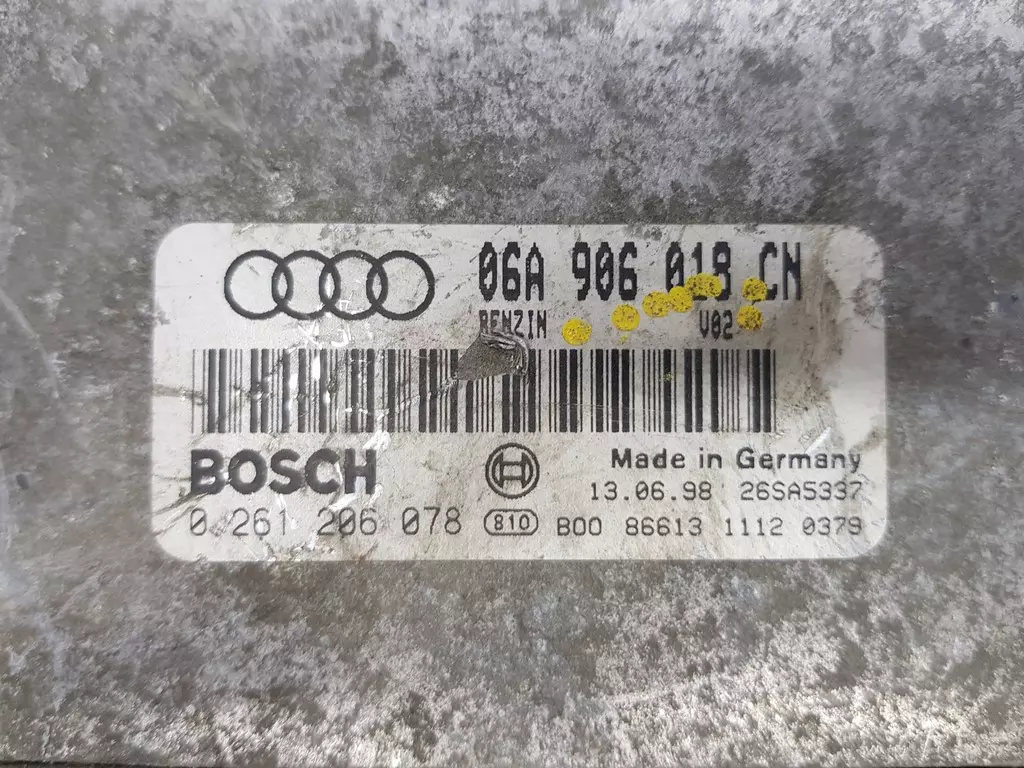 06A 906 018 CN
BENZIN V02
BOSCH
Made in Germany
13.06.98 26SA5337
0 261 206 078 810 B00 86613 1112 0379